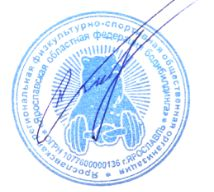 Ярославская региональная физкультурно-спортивная общественная организация
Ярославская областная федерация бодибилдинга
ОГРН 1077600000136 г.ЯРОСЛАВЛЬ